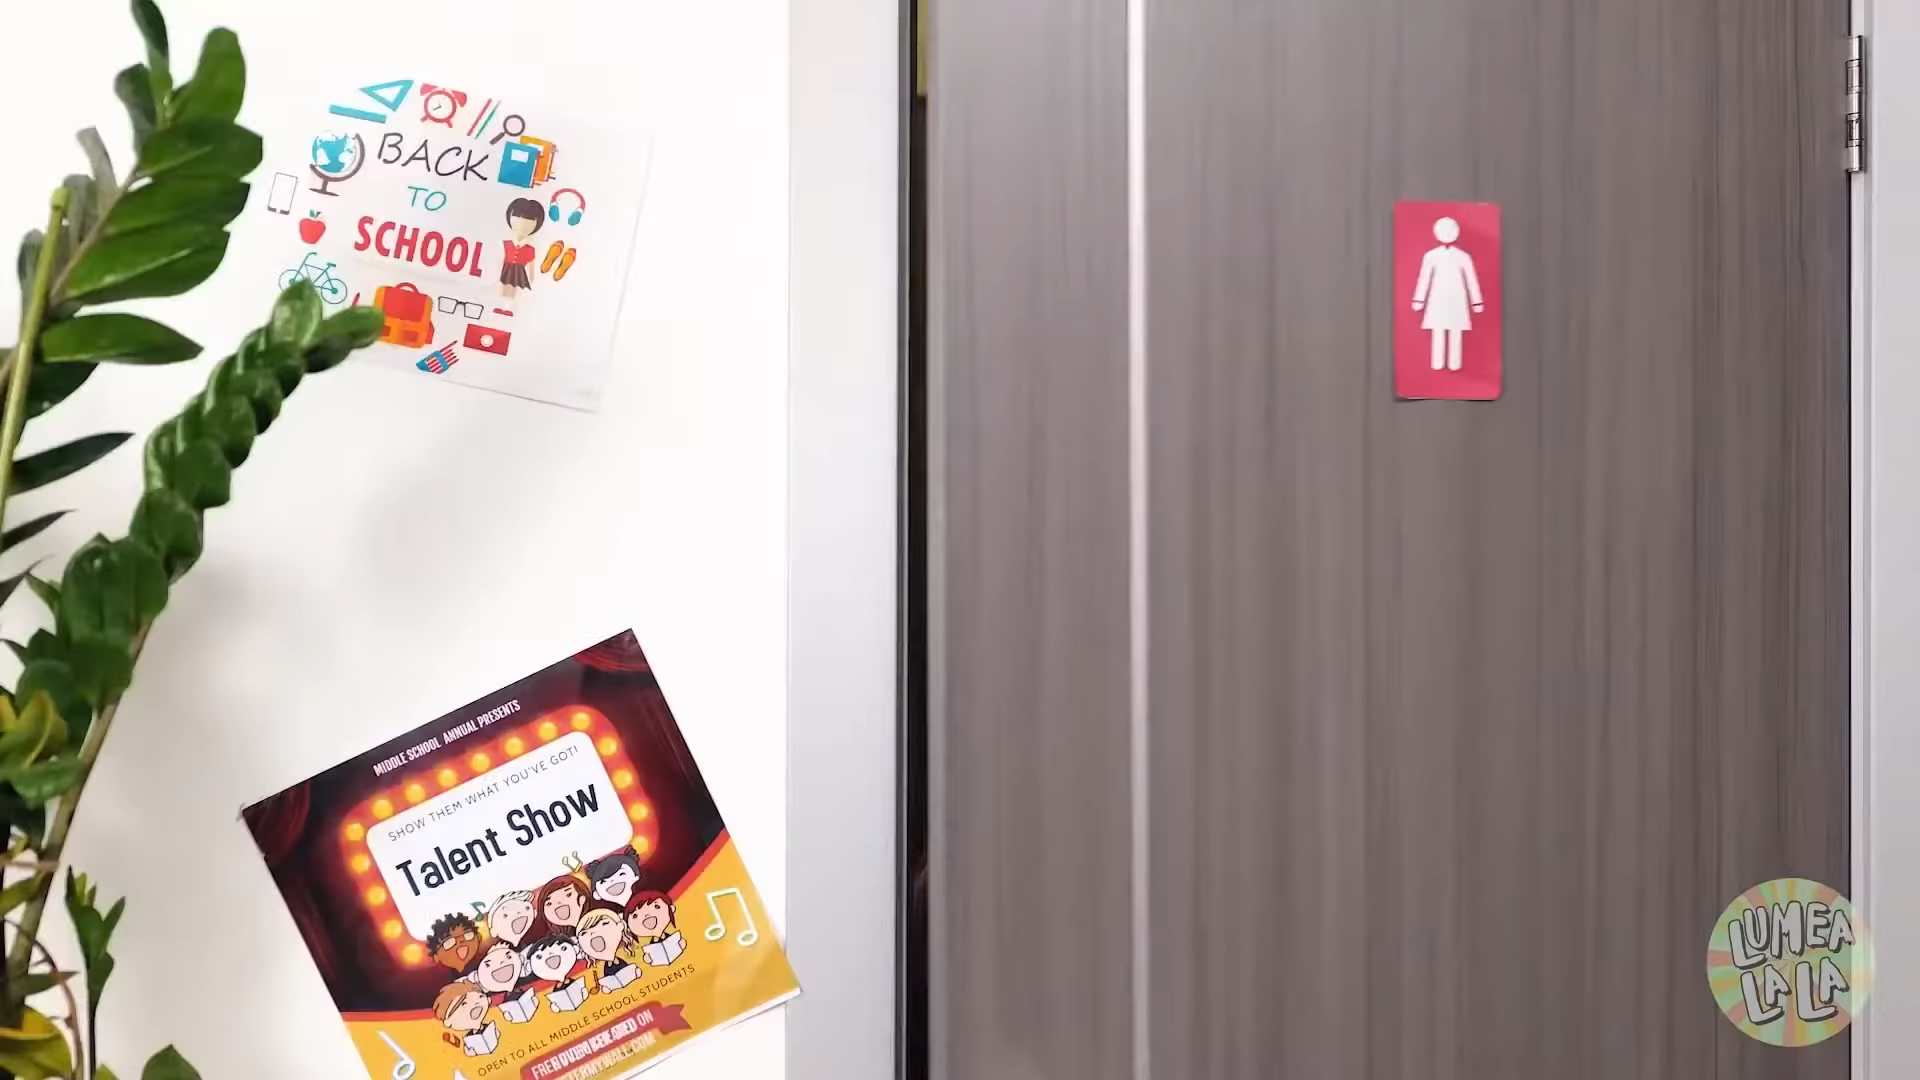 BACK
TO
SCHOOL
MIDDLE SCHOOL ANNUAL PRESENTS
SHOW THEM WHAT YOU'VE GOT!
Talent Show
OPEN TO ALL MIDDLE SCHOOL STUDENTS
ON
LUMEA
LA LA